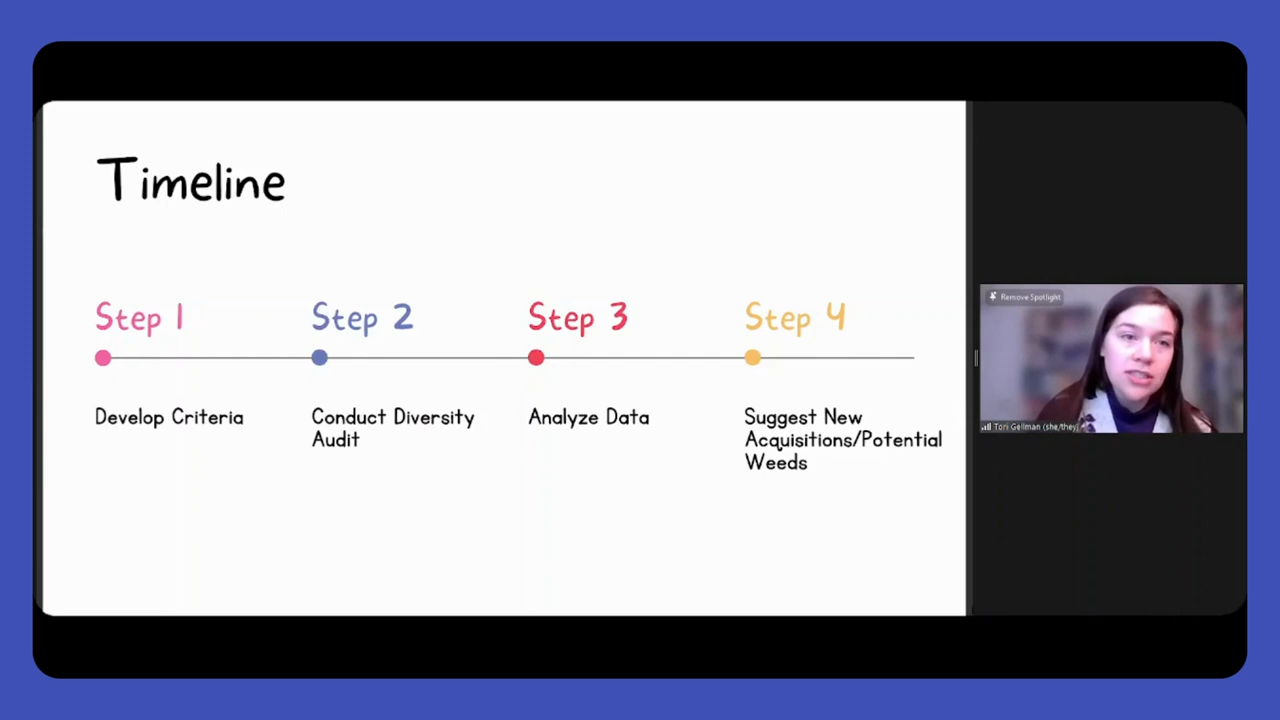 Timeline
Step 1
Step 2
Step 3
Step 4
Develop Criteria
Conduct Diversity
Audit
Analyze Data
Suggest New
Acquisitions/Potential
Weeds
Remove Spotlight
Tori Gellman (she/they)